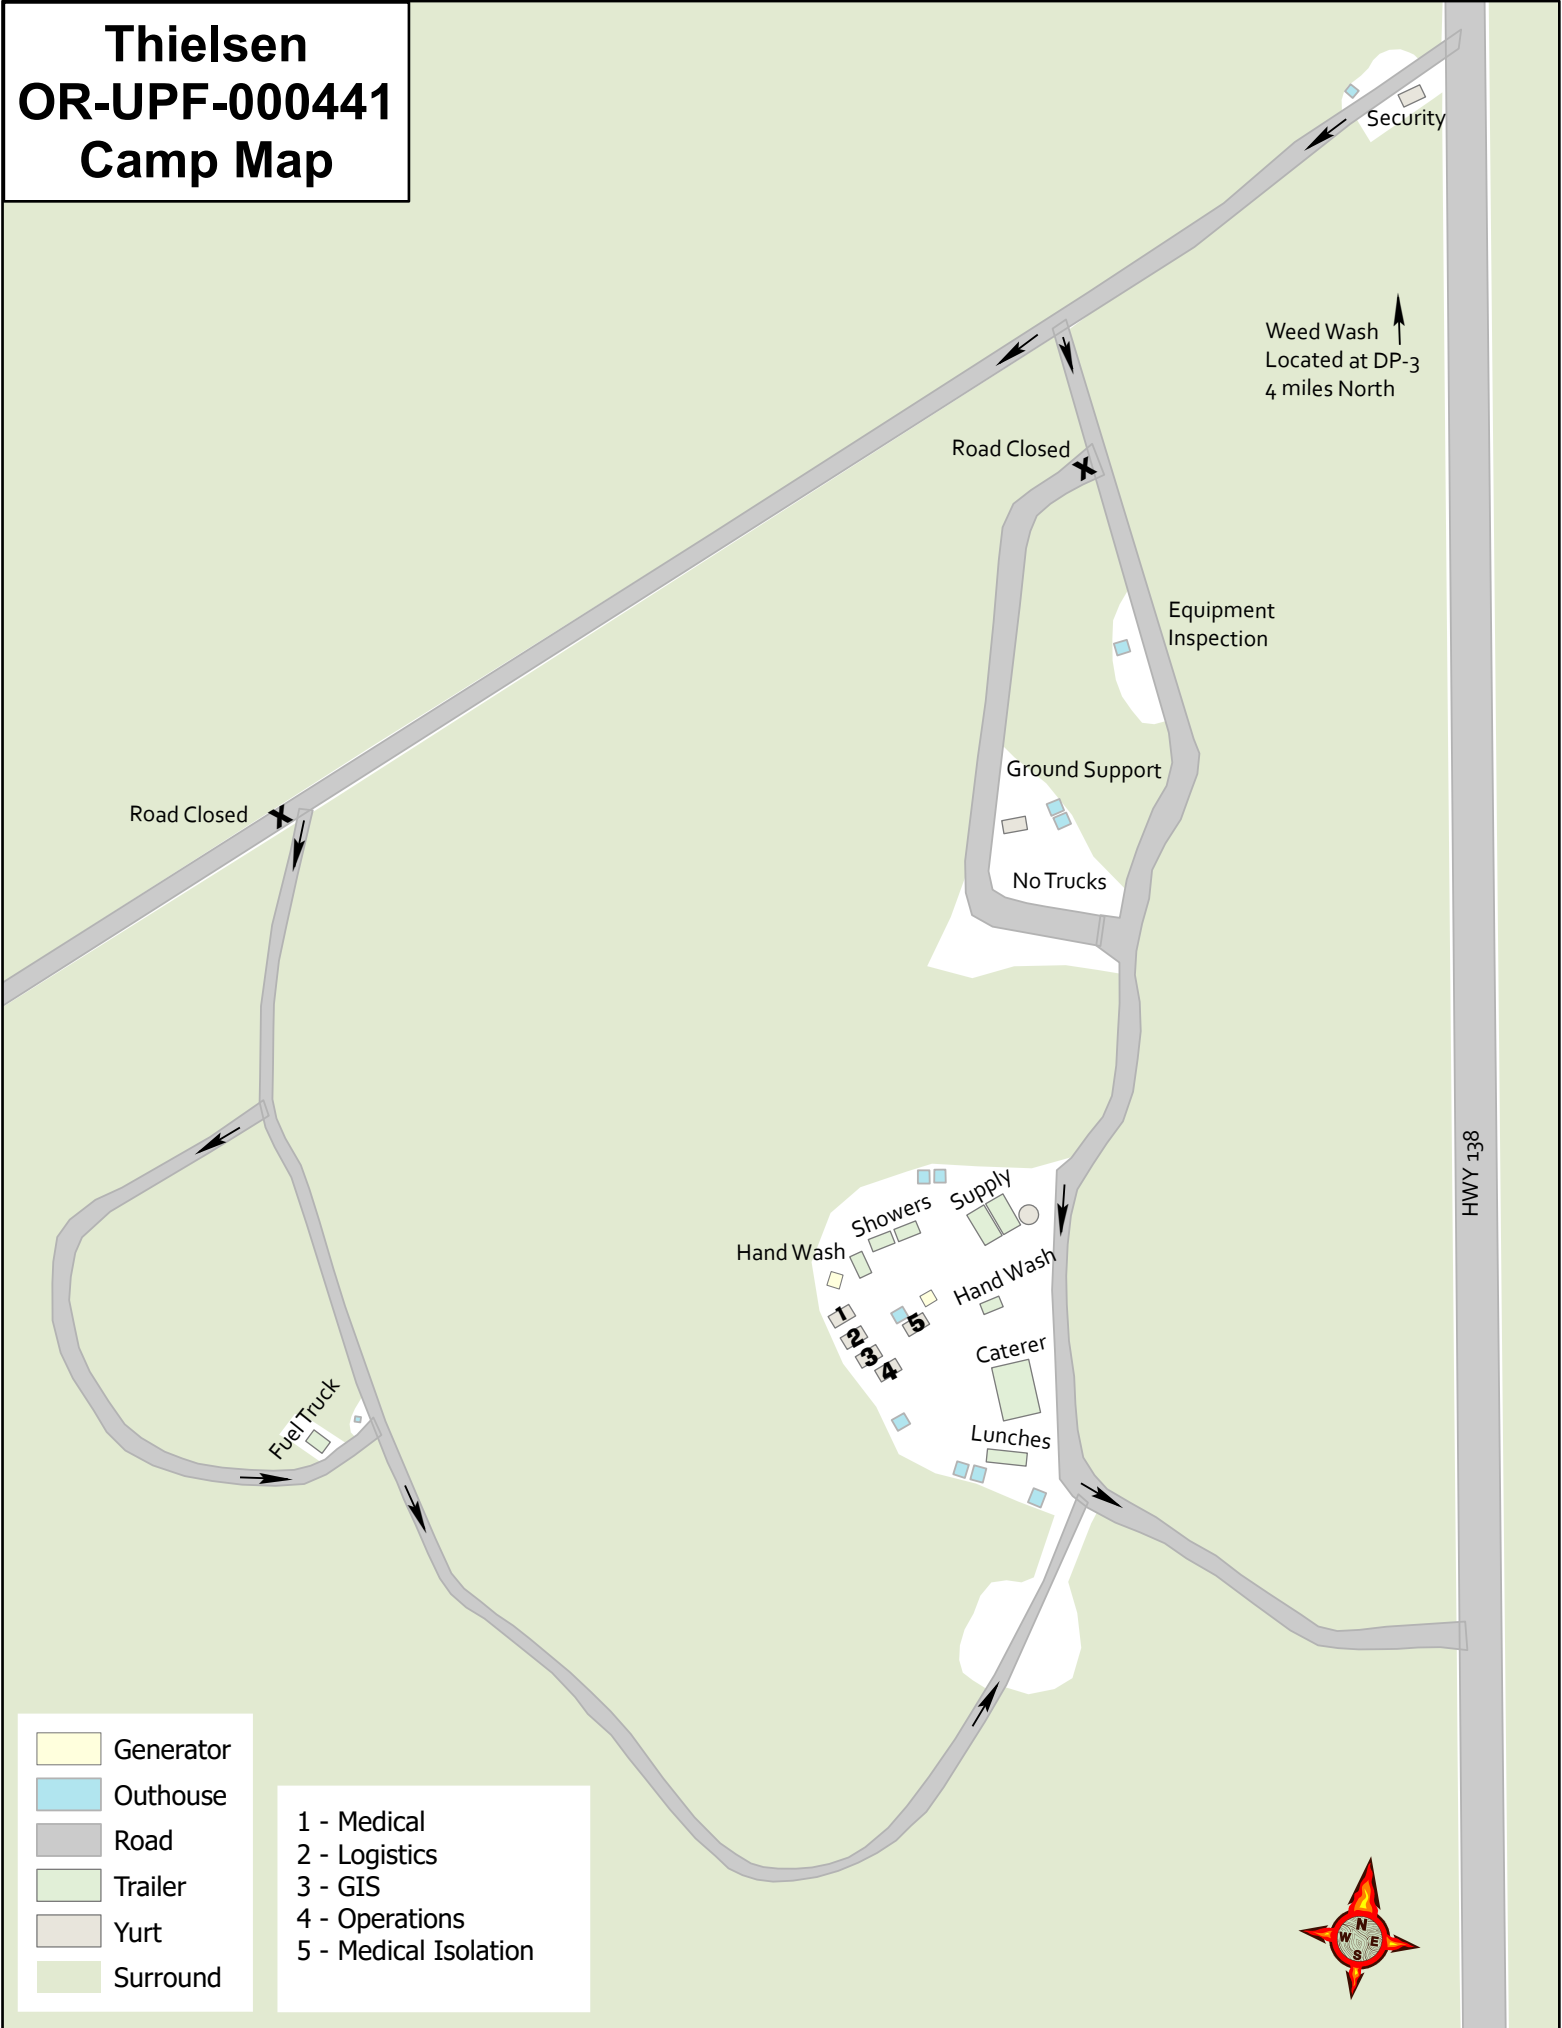 Thielsen
OR-UPF-000441
Camp Map
Security
Weed Wash
Located at DP-3
4 miles North
Road Closed
X
Equipment
Inspection
Ground Support
Road Closed
X
No Trucks
HWY 138
Supply
Showers
Hand Wash
Hand Wash
1
2
3
4
5
Caterer
Fuel Truck
Lunches
Generator
Outhouse
Road
Trailer
Yurt
Surround
1 - Medical
2 - Logistics
3 - GIS
4 - Operations
5 - Medical Isolation
N
W
E
S